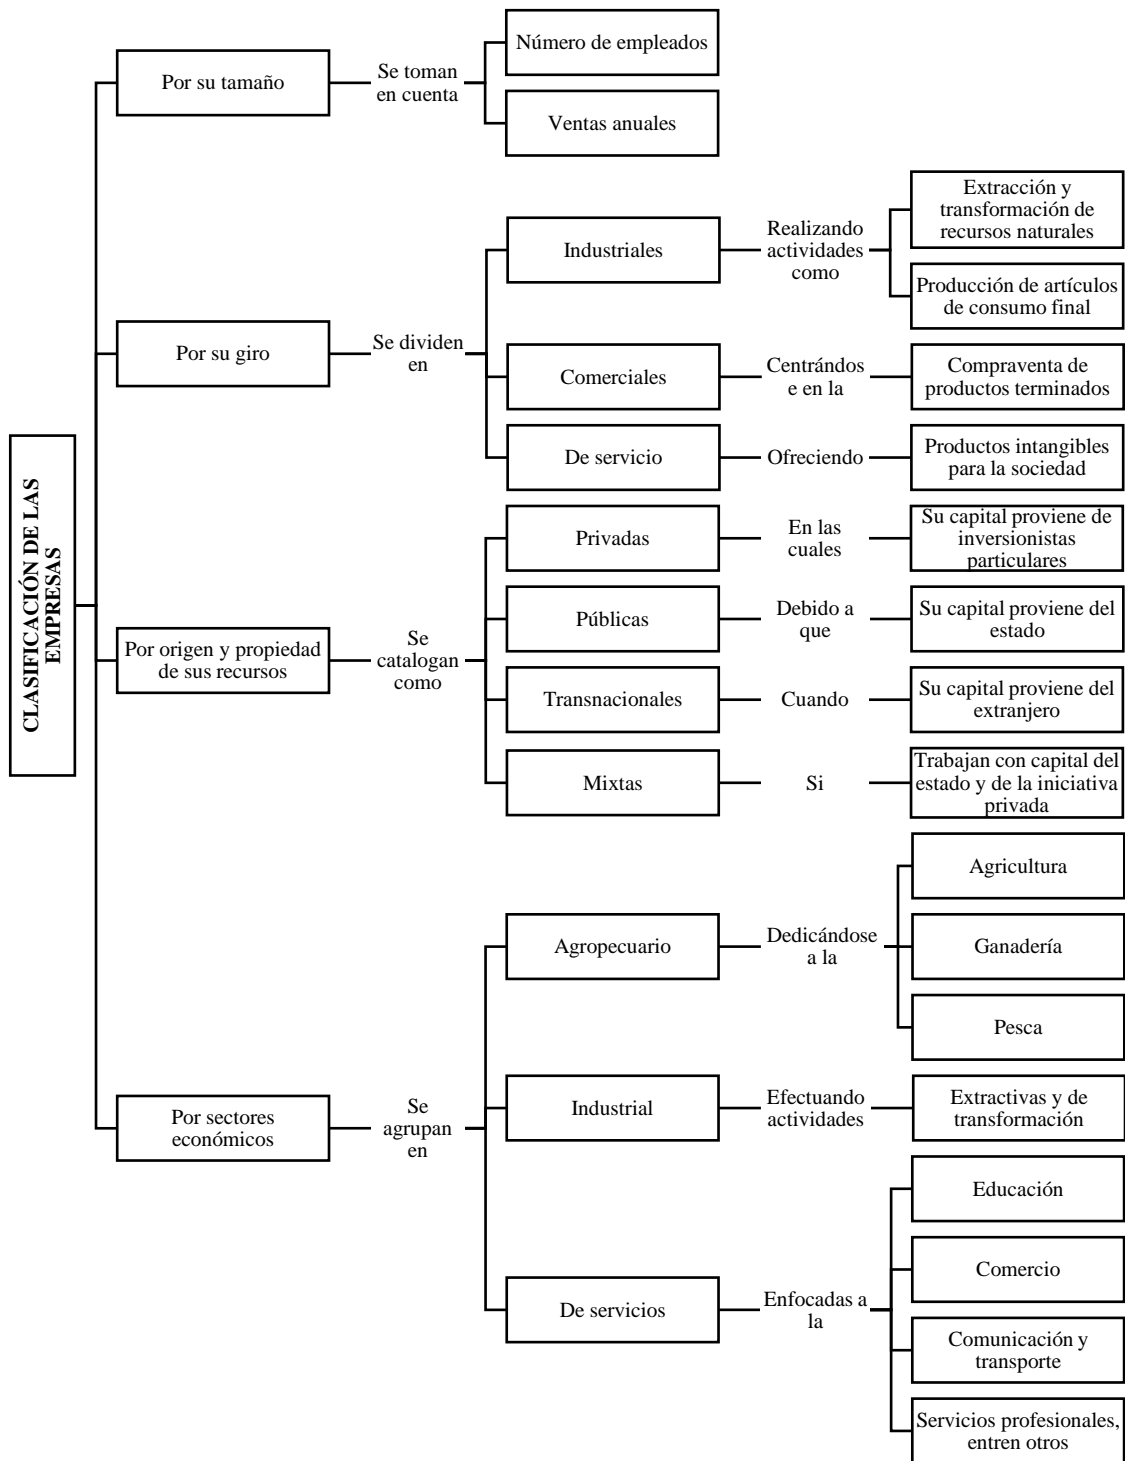 CLASIFICACIÓN DE LAS
EMPRESAS
Por su tamaño
Se toman
en cuenta
Número de empleados
Ventas anuales
Por su giro
Se dividen
en
Industriales
Realizando
actividades
como
Extracción y
transformación de
recursos naturales
Producción de artículos
de consumo final
Comerciales
Centrándos
e en la
Compraventa de
productos terminados
De servicio
Ofreciendo
Productos intangibles
para la sociedad
Por origen y propiedad
de sus recursos
Se
catalogan
como
Privadas
En las
cuales
Su capital proviene de
inversionistas
particulares
Públicas
Debido a
que
Su capital proviene del
estado
Transnacionales
Cuando
Su capital proviene del
extranjero
Mixtas
Si
Trabajan con capital del
estado y de la iniciativa
privada
Por sectores
económicos
Se
agrupan
en
Agropecuario
Dedicándose
a la
Agricultura
Ganadería
Pesca
Industrial
Efectuando
actividades
Extractivas y de
transformación
De servicios
Enfocadas a
la
Educación
Comercio
Comunicación y
transporte
Servicios profesionales,
entren otros